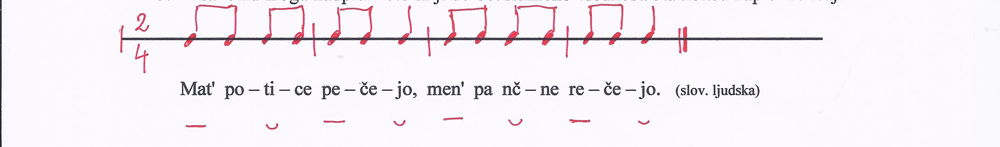 2
4
Mat' po – ti – ce pe – če – jo, men' pa nč – ne re – če – jo. (slov. ljudska)